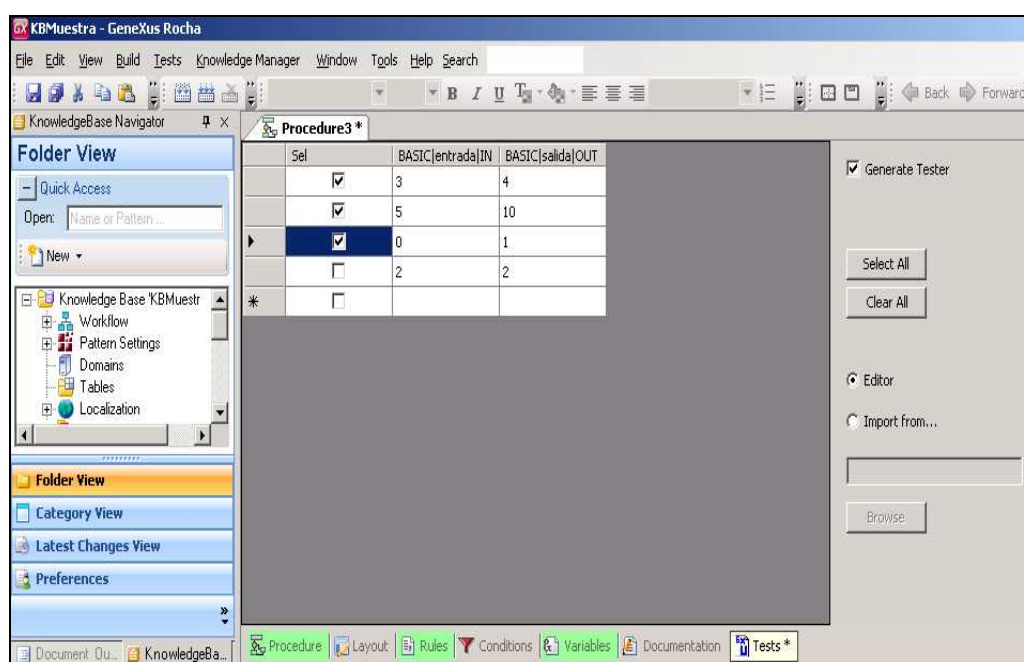 KBMuestra - GeneXus Rocha
File Edit View Build Tests Knowledge Manager Window Tools Help Search
B I U Back Forward
KnowledgeBase Navigator
Procedure3 *
Folder View
Quick Access
Open: Name or Pattern ...
New
Knowledge Base 'KBMuestr
Workflow
Pattern Settings
Domains
Tables
Localization
Folder View
Category View
Latest Changes View
Preferences
Document Ou... KnowledgeBa...
Sel BASIC|entrada|IN BASIC|salida|OUT
3 4
5 10
0 1
2 2
Generate Tester
Select All
Clear All
Editor
Import from...
Browse
Procedure Layout Rules Conditions Variables Documentation Tests *